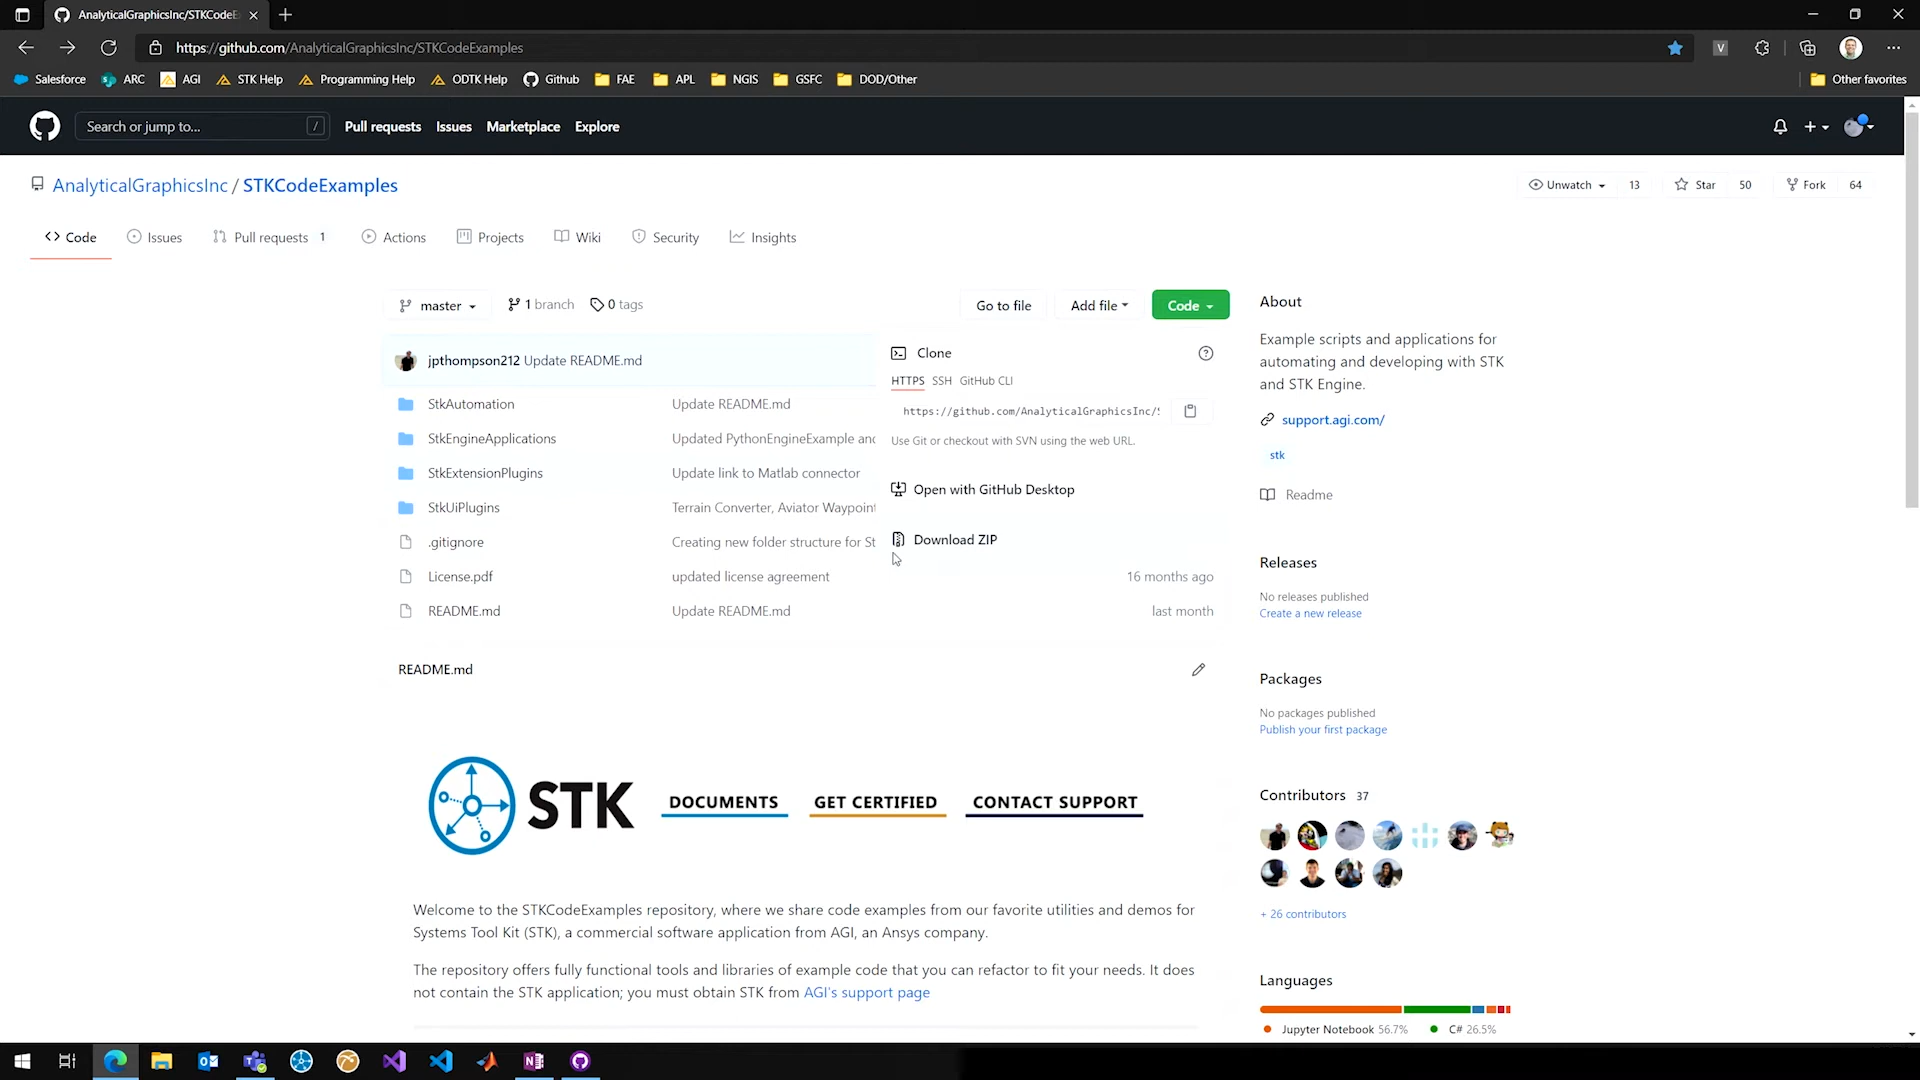 AnalyticalGraphicsInc/STKCodeE
https://github.com/AnalyticalGraphicsInc/STKCodeExamples
V
Salesforce ARC AGI STK Help Programming Help ODTK Help Github FAE APL NGIS GSFC DOD/Other Other favorites
Search or jump to... / Pull requests Issues Marketplace Explore
AnalyticalGraphicsInc / STKCodeExamples Unwatch 13 Star 50 Fork 64
Code Issues Pull requests 1 Actions Projects Wiki Security Insights
master 1 branch 0 tags Go to file Add file Code
jpthompson212 Update README.md
StkAutomation Update README.md
StkEngineApplications Updated PythonEngineExample and
StkExtensionPlugins Update link to Matlab connector
StkUiPlugins Terrain Converter, Aviator Waypoint
.gitignore Creating new folder structure for St
License.pdf updated license agreement 16 months ago
README.md Update README.md last month
Clone
HTTPS SSH GitHub CLI
https://github.com/AnalyticalGraphicsInc/S
Use Git or checkout with SVN using the web URL.
Open with GitHub Desktop
Download ZIP
README.md
STK DOCUMENTS GET CERTIFIED CONTACT SUPPORT
Welcome to the STKCodeExamples repository, where we share code examples from our favorite utilities and demos for
Systems Tool Kit (STK), a commercial software application from AGI, an Ansys company.
The repository offers fully functional tools and libraries of example code that you can refactor to fit your needs. It does
not contain the STK application; you must obtain STK from AGI's support page
About
Example scripts and applications for
automating and developing with STK
and STK Engine.
support.agi.com/
stk
Readme
Releases
No releases published
Create a new release
Packages
No packages published
Publish your first package
Contributors 37
+ 26 contributors
Languages
Jupyter Notebook 56.7% C# 26.5%